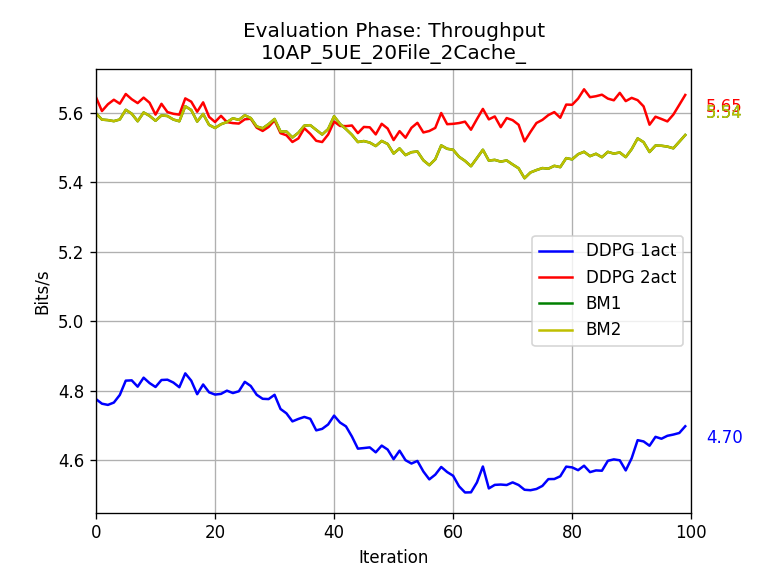 Evaluation Phase: Throughput
10AP_5UE_20File_2Cache_
Bits/s
5.6
5.4
5.2
5.0
4.8
4.6
0
20
40
60
80
100
Iteration
DDPG 1act
DDPG 2act
BM1
BM2
5.65
5.54
4.70